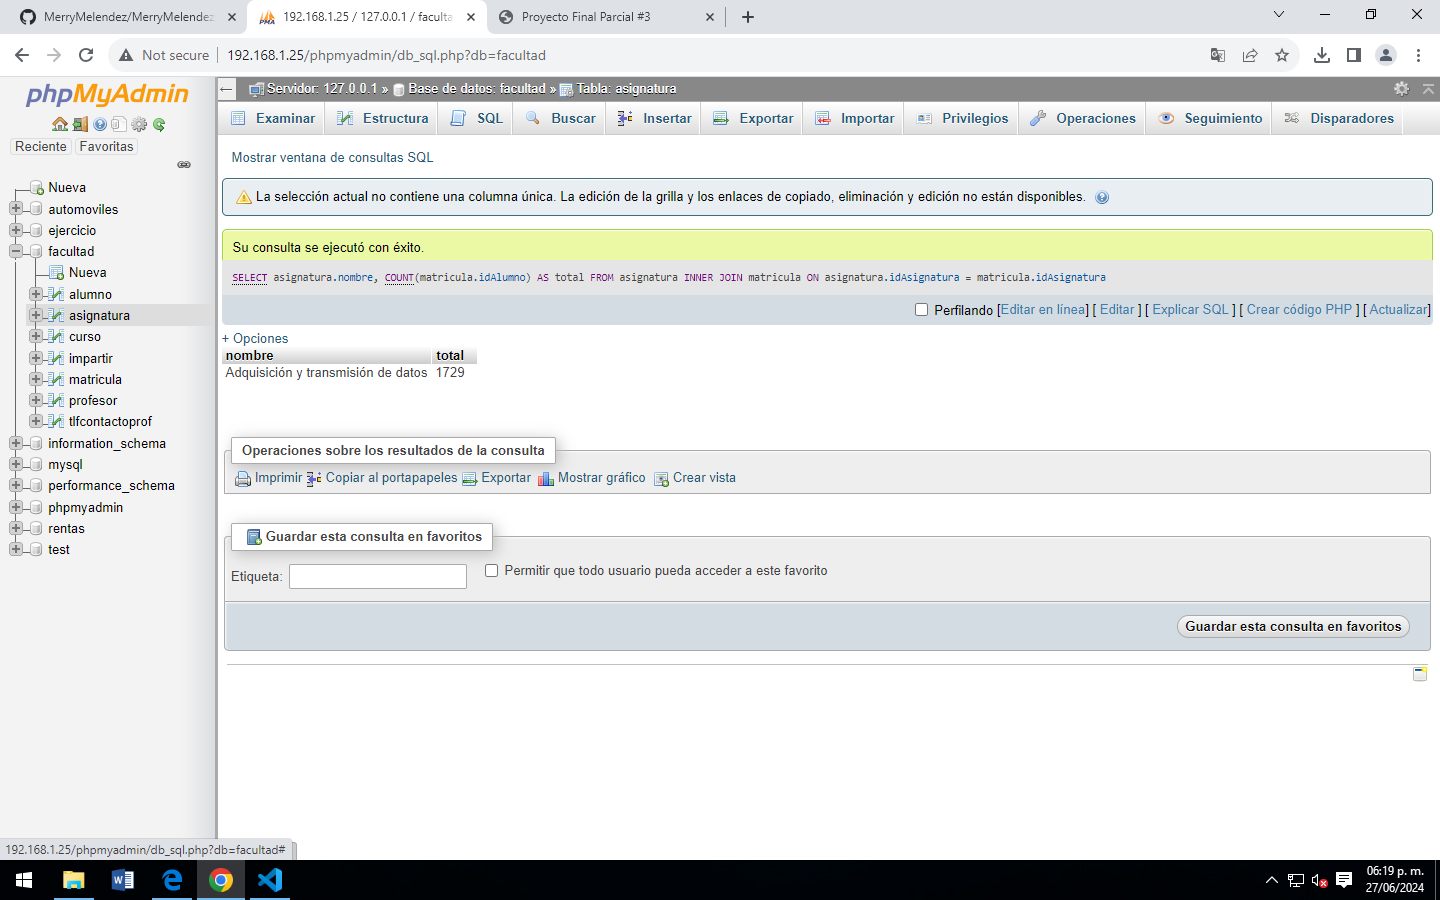 MerryMelendez/MerryMelendez
192.168.1.25 / 127.0.0.1 / faculta
Proyecto Final Parcial #3
Not secure
192.168.1.25/phpmyadmin/db_sql.php?db=facultad
phpMyAdmin
Reciente
Favoritas
Nueva
automoviles
ejercicio
facultad
Nueva
alumno
asignatura
curso
impartir
matricula
profesor
tlfcontactoprof
information_schema
mysql
performance_schema
phpmyadmin
rentas
test
192.168.1.25/phpmyadmin/db_sql.php?db=facultad#
Servidor: 127.0.0.1 » Base de datos: facultad » Tabla: asignatura
Examinar Estructura SQL Buscar Insertar Exportar Importar Privilegios Operaciones Seguimiento Disparadores
Mostrar ventana de consultas SQL
La selección actual no contiene una columna única. La edición de la grilla y los enlaces de copiado, eliminación y edición no están disponibles.
Su consulta se ejecutó con éxito.
SELECT asignatura.nombre, COUNT(matricula.idAlumno) AS total FROM asignatura INNER JOIN matricula ON asignatura.idAsignatura = matricula.idAsignatura
Perfilando [Editar en línea] [ Editar ] [ Explicar SQL ] [ Crear código PHP ] [ Actualizar]
+ Opciones
nombre total
Adquisición y transmisión de datos 1729
Operaciones sobre los resultados de la consulta
Imprimir Copiar al portapapeles Exportar Mostrar gráfico Crear vista
Guardar esta consulta en favoritos
Etiqueta: Permitir que todo usuario pueda acceder a este favorito
Guardar esta consulta en favoritos
06:19 p. m.
27/06/2024